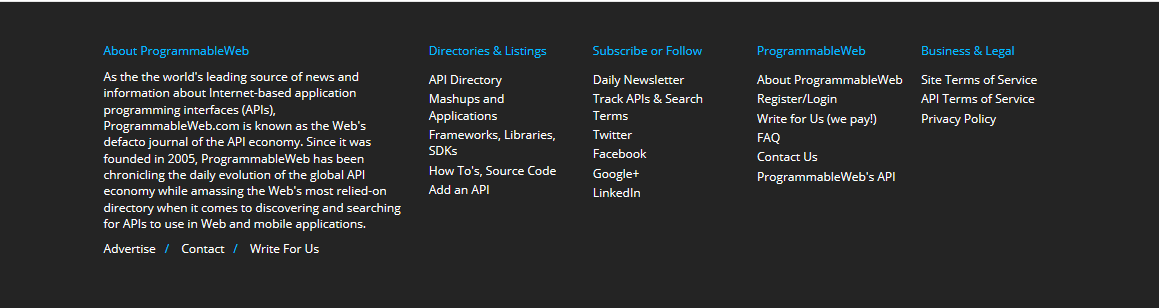 About ProgrammableWeb
As the the world's leading source of news and
information about Internet-based application
programming interfaces (APIs),
ProgrammableWeb.com is known as the Web's
defacto journal of the API economy. Since it was
founded in 2005, ProgrammableWeb has been
chronicling the daily evolution of the global API
economy while amassing the Web's most relied-on
directory when it comes to discovering and searching
for APIs to use in Web and mobile applications.
Advertise / Contact / Write For Us
Directories & Listings
API Directory
Mashups and
Applications
Frameworks, Libraries,
SDKs
How To's, Source Code
Add an API
Subscribe or Follow
Daily Newsletter
Track APIs & Search
Terms
Twitter
Facebook
Google+
LinkedIn
ProgrammableWeb
About ProgrammableWeb
Register/Login
Write for Us (we pay!)
FAQ
Contact Us
ProgrammableWeb's API
Business & Legal
Site Terms of Service
API Terms of Service
Privacy Policy